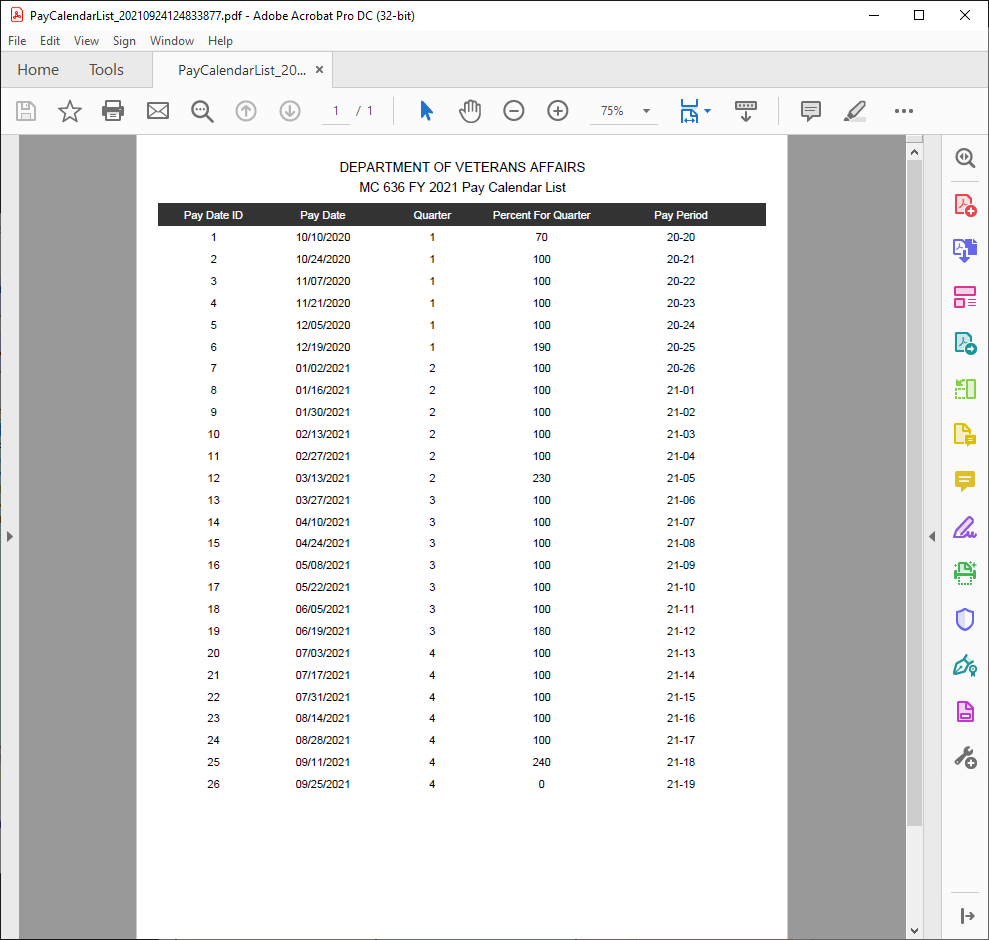 PayCalendarList_20210924124833877.pdf - Adobe Acrobat Pro DC (32-bit)
File Edit View Sign Window Help
Home Tools PayCalendarList_20... ×
1 / 1 75%
DEPARTMENT OF VETERANS AFFAIRS
MC 636 FY 2021 Pay Calendar List
Pay Date ID Pay Date Quarter Percent For Quarter Pay Period
1 10/10/2020 1 70 20-20
2 10/24/2020 1 100 20-21
3 11/07/2020 1 100 20-22
4 11/21/2020 1 100 20-23
5 12/05/2020 1 100 20-24
6 12/19/2020 1 190 20-25
7 01/02/2021 2 100 20-26
8 01/16/2021 2 100 21-01
9 01/30/2021 2 100 21-02
10 02/13/2021 2 100 21-03
11 02/27/2021 2 100 21-04
12 03/13/2021 2 230 21-05
13 03/27/2021 3 100 21-06
14 04/10/2021 3 100 21-07
15 04/24/2021 3 100 21-08
16 05/08/2021 3 100 21-09
17 05/22/2021 3 100 21-10
18 06/05/2021 3 100 21-11
19 06/19/2021 3 180 21-12
20 07/03/2021 4 100 21-13
21 07/17/2021 4 100 21-14
22 07/31/2021 4 100 21-15
23 08/14/2021 4 100 21-16
24 08/28/2021 4 100 21-17
25 09/11/2021 4 240 21-18
26 09/25/2021 4 0 21-19